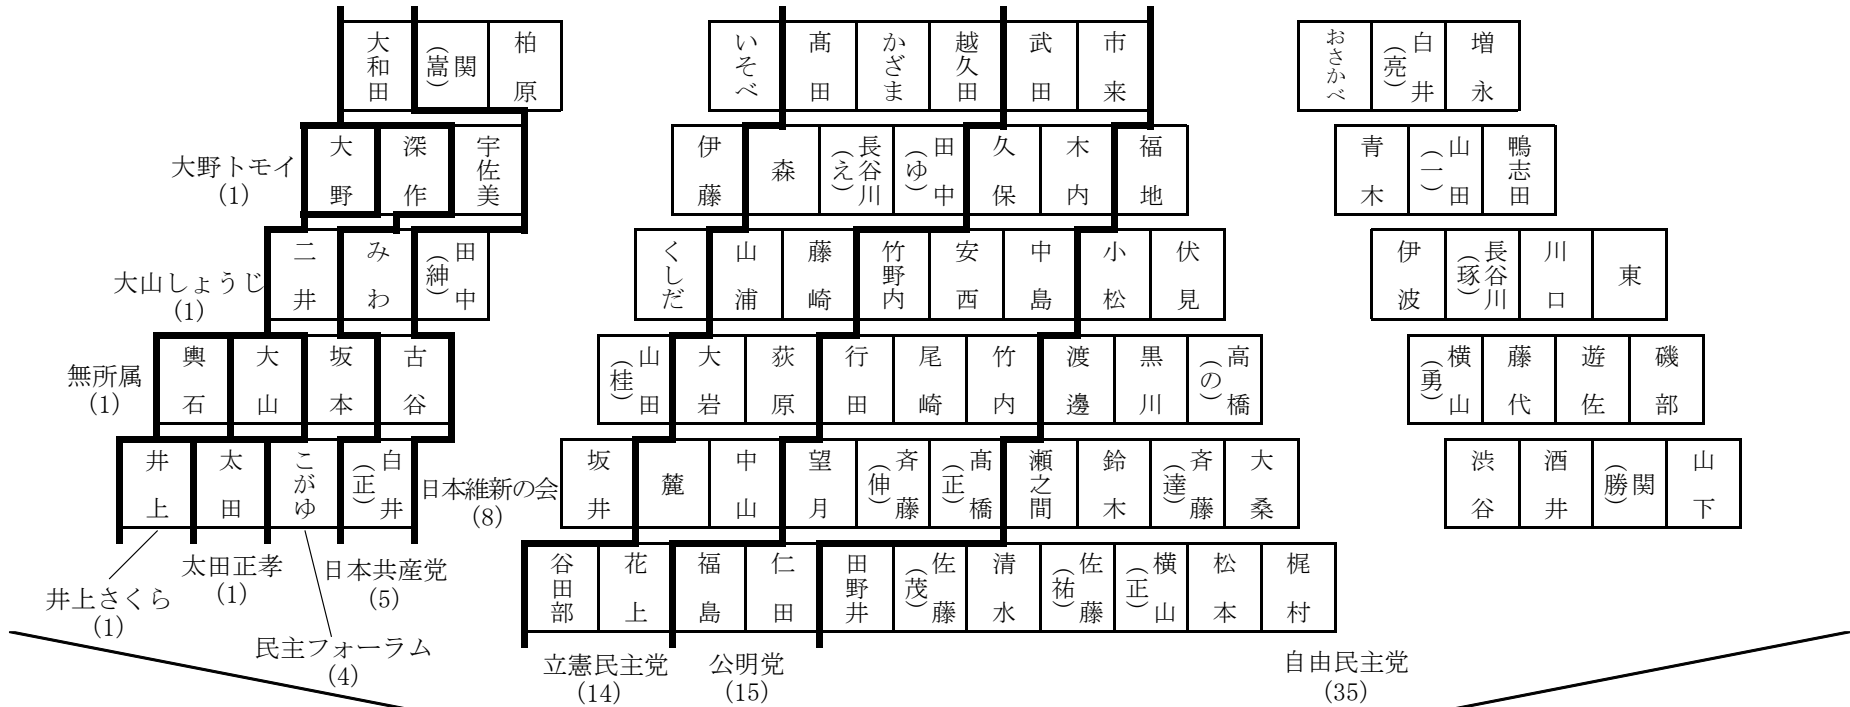 大和田 関(嵩) 柏原 いそべ 髙田 かざま 越久田 武田 市来 おさかべ 白井(亮) 増永
大野トモイ
(1)
大野 深作 宇佐美 伊藤 森 長谷川(え) 田中(ゆ) 久保 木内 福地 青木 山田(一) 鴨志田
大山しょうじ
(1)
二井 みわ 田中(紳) くしだ 山浦 藤崎 竹野内 安西 中島 小松 伏見 伊波 長谷川(琢) 川口 東
無所属
(1)
輿石 大山 坂本 古谷 山田(桂) 大岩 荻原 行田 尾崎 竹内 渡邊 黒川 高橋(の) 横山(勇) 藤代 遊佐 磯部
井上 太田 こがゆ 白井(正) 坂井 麓 中山 望月 斉藤(伸) 髙橋(正) 瀬之間 鈴木 斉藤(達) 大桑 渋谷 酒井 関(勝) 山下
日本維新の会
(8)
谷田部 花上 福島 仁田 田野井 佐藤(茂) 清水 佐藤(祐) 横山(正) 松本 梶村
井上さくら
(1)
太田正孝
(1)
民主フォーラム
(4)
日本共産党
(5)
立憲民主党
(14)
公明党
(15)
自由民主党
(35)